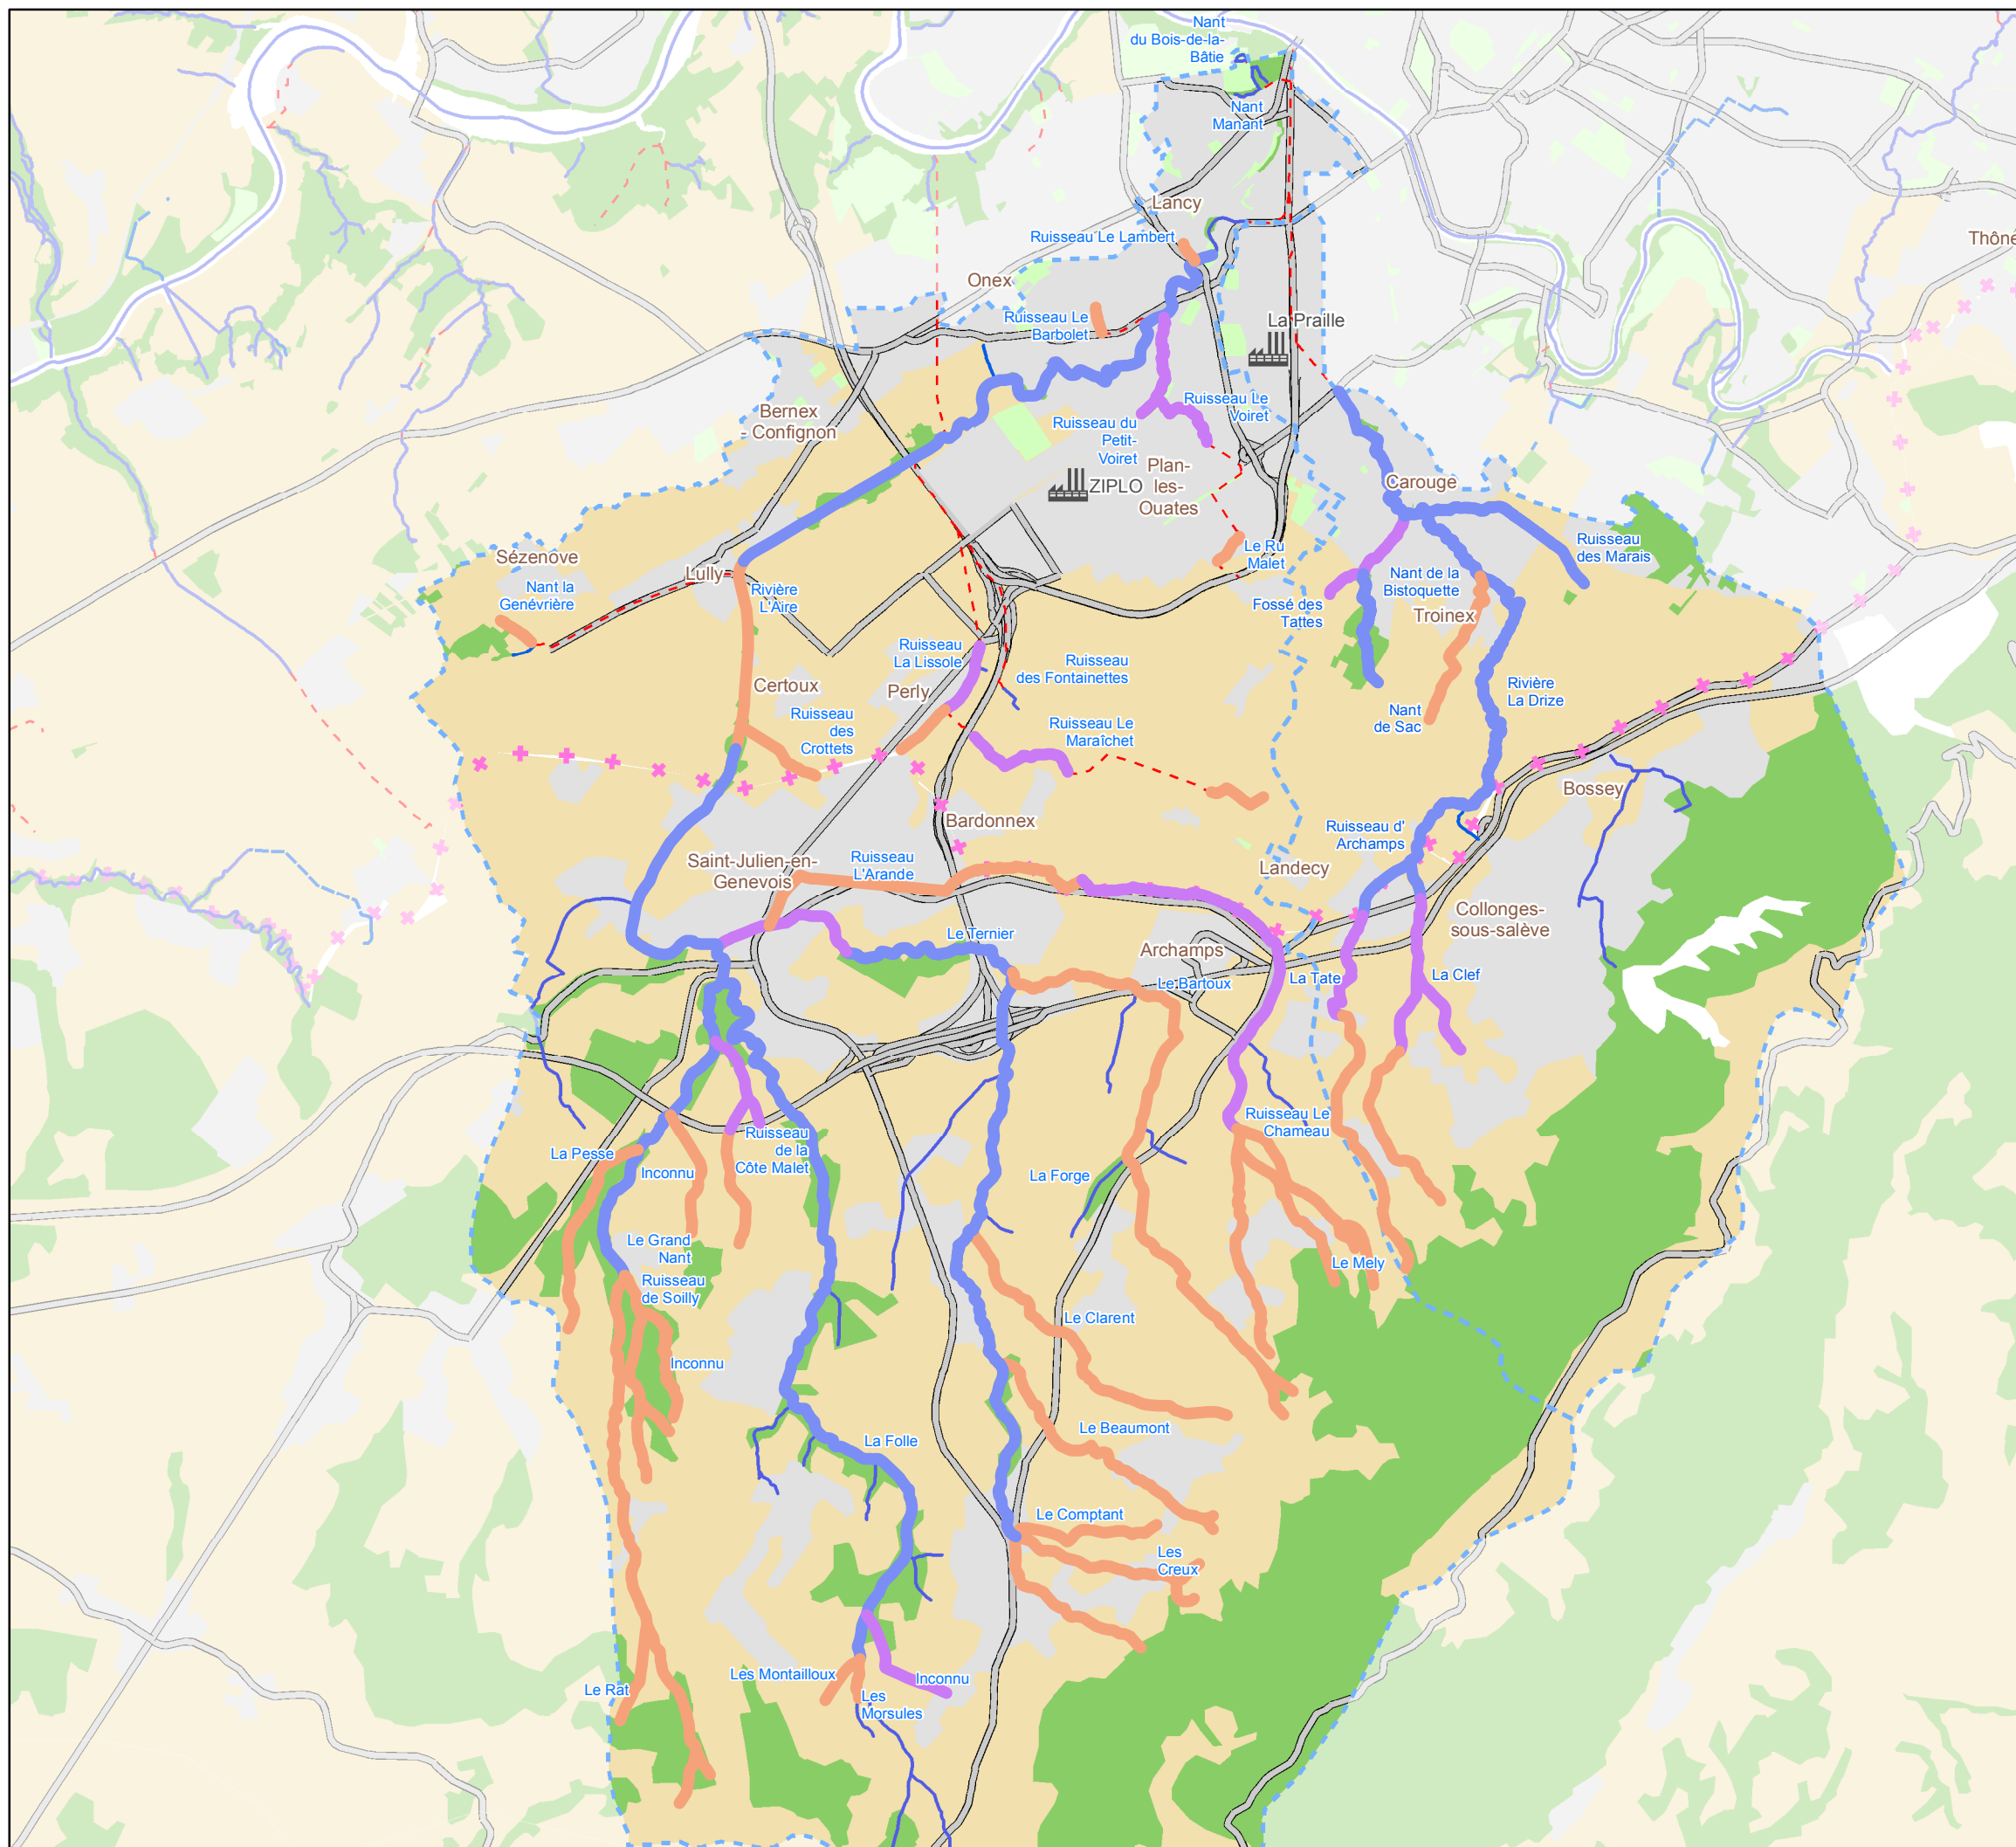 Nant
du Bois-de-la-
Bâtie
Nant
Manant
Lancy
Ruisseau Le Lambert
Thône
Onex
Ruisseau Le
Barbolet
La Praille
Bernex
- Confignon
Ruisseau Le
Voiret
Ruisseau du
Petit-
Voiret
Plan-
les-
Ouates
ZIPLO
Carouge
Sézenove
Nant la
Genévrière
Lully
Rivière
L'Aire
Le Ru
Malet
Ruisseau
des Marais
Nant de la
Bistoquette
Fossé des
Tattes
Troinex
Ruisseau
La Lissole
Ruisseau
des Fontainettes
Certoux
Perly
Rivière
La Drize
Nant
de Sac
Ruisseau
des
Crottets
Ruisseau Le
Maraîchet
Bossey
Bardonnex
Ruisseau d'
Archamps
Saint-Julien-en-
Genevois
Ruisseau
L'Arande
Landecy
Collonges-
sous-salève
Le Ternier
Archamps
Le Bartoux
La Tate
La Clef
Ruisseau Le
Chameau
Ruisseau
de la
Côte Malet
La Pesse
Inconnu
La Forge
Le Grand
Nant
Le Mely
Ruisseau
de Soilly
Le Clarent
Inconnu
Le Beaumont
La Folle
Le Comptant
Les
Creux
Les Montailloux
Inconnu
Le Rat
Les
Morsules